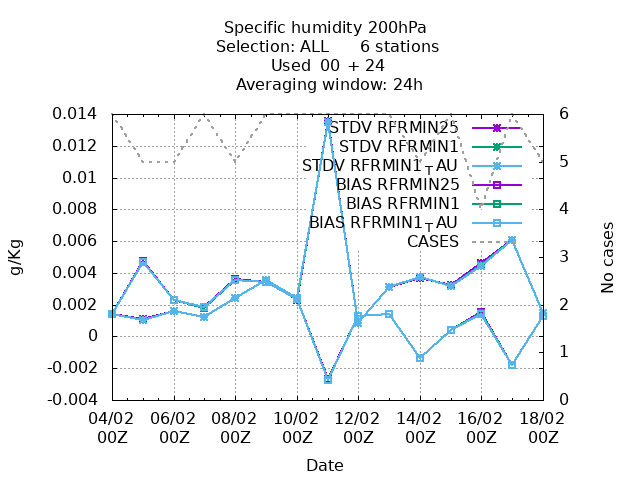 Specific humidity 200hPa
Selection: ALL      6 stations
Used  00  + 24
Averaging window: 24h
STDV RFRMIN25
STDV RFRMIN1
STDV RFRMIN1TAU
BIAS RFRMIN25
BIAS RFRMIN1
BIAS RFRMIN1TAU
CASES
g/Kg
0.014
0.012
0.01
0.008
0.006
0.004
0.002
0
-0.002
-0.004
No cases
6
5
4
3
2
1
0
04/02 06/02 08/02 10/02 12/02 14/02 16/02 18/02
00Z 00Z 00Z 00Z 00Z 00Z 00Z 00Z
Date